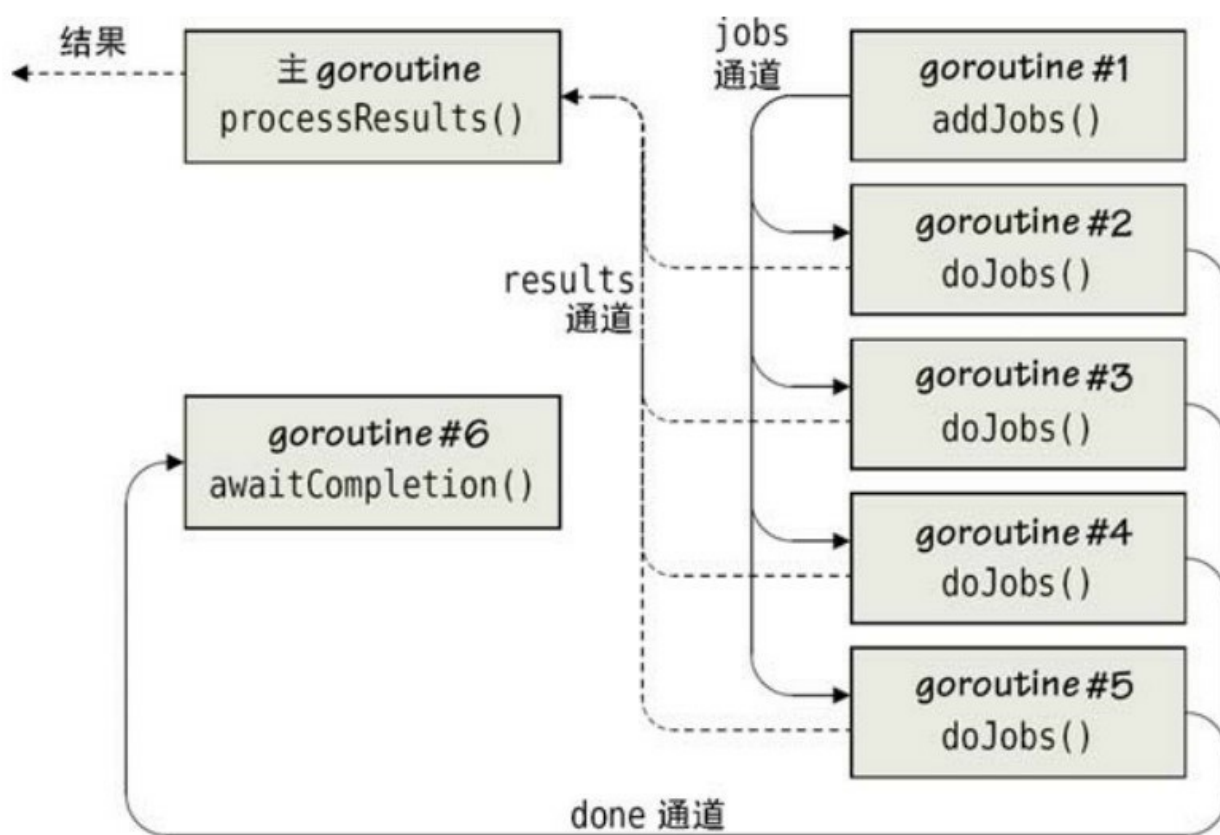 结果
主 goroutine
processResults()
jobs
通道
goroutine #1
addJobs()
goroutine #2
doJobs()
results
通道
goroutine #3
doJobs()
goroutine #6
awaitCompletion()
goroutine #4
doJobs()
goroutine #5
doJobs()
done 通道